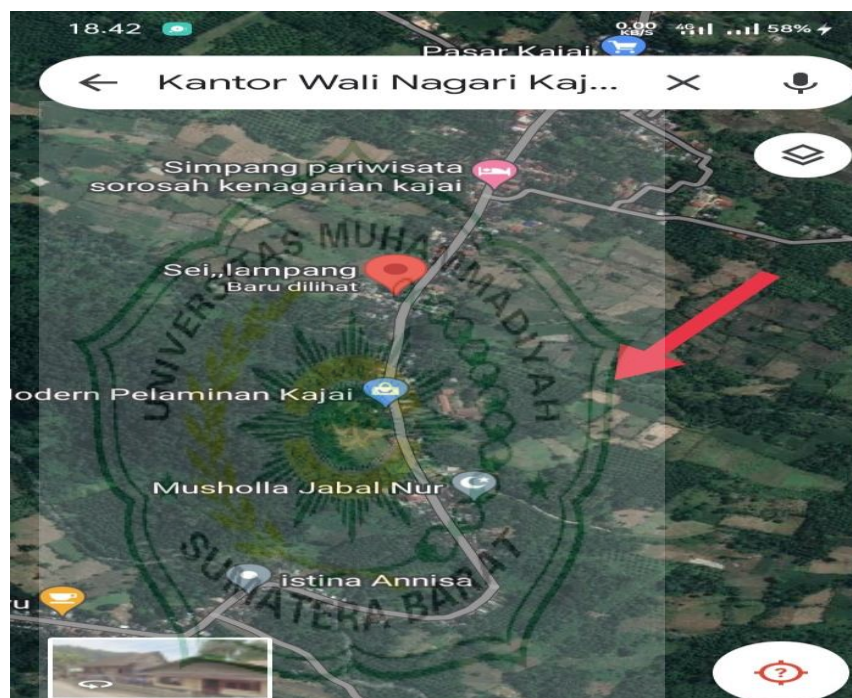 18.42
0.00
KB/S
4G
58%
Pasar Kajai
Kantor Wali Nagari Kaj...
Simpang pariwisata
sorosah kenagarian kajai
Sei,,lampang
Baru dilihat
lodern Pelaminan Kajai
Musholla Jabal Nur
istina Annisa
u
UNIVERSITAS MUHAMMADIYAH
SUMATERA BARAT
?